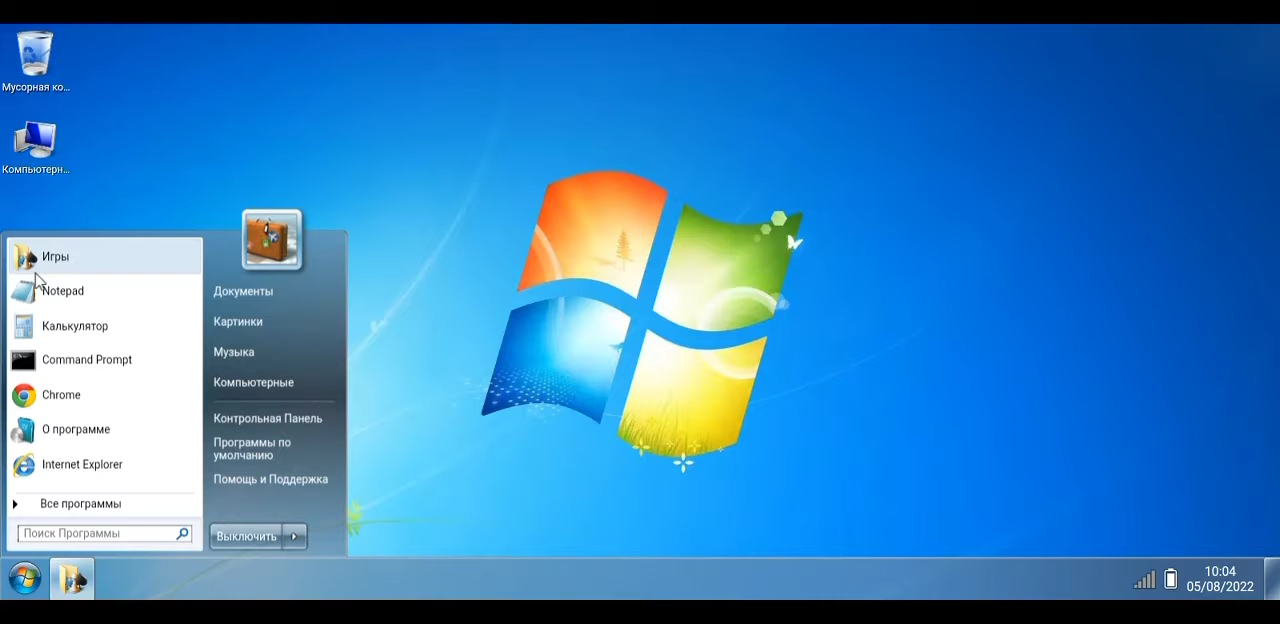 Мусорная ко...
Компьютерн...
Игры
Notepad
Калькулятор
Command Prompt
Chrome
О программе
Internet Explorer
Все программы
Поиск Программы
Документы
Картинки
Музыка
Компьютерные
Контрольная Панель
Программы по
умолчанию
Помощь и Поддержка
Выключить
10:04
05/08/2022